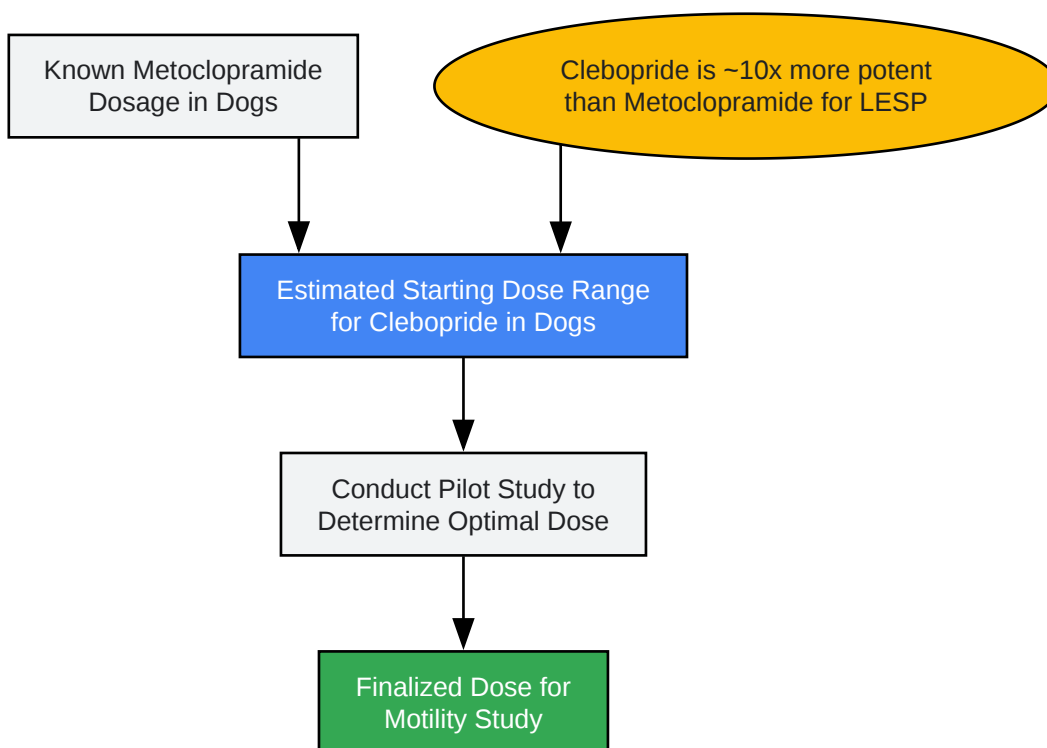 Known Metoclopramide
Dosage in Dogs
Clebopride is ~10x more potent
than Metoclopramide for LESP
Estimated Starting Dose Range
for Clebopride in Dogs
Conduct Pilot Study to
Determine Optimal Dose
Finalized Dose for
Motility Study